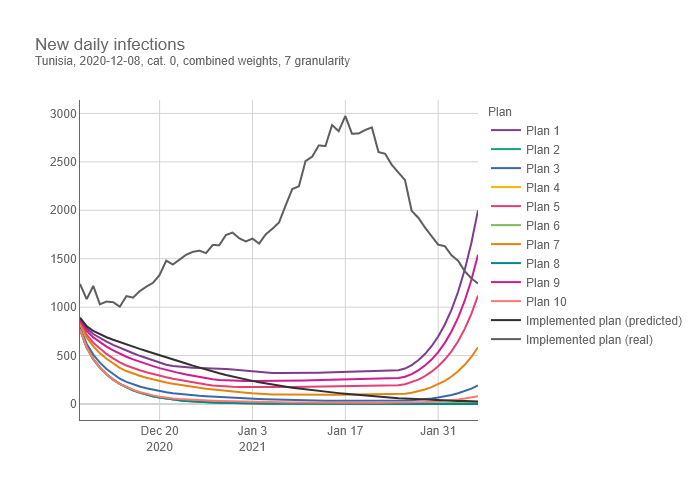 New daily infections
Tunisia, 2020-12-08, cat. 0, combined weights, 7 granularity
3000
2500
2000
1500
1000
500
0
Dec 20
2020
Jan 3
2021
Jan 17
Jan 31
Plan
Plan 1
Plan 2
Plan 3
Plan 4
Plan 5
Plan 6
Plan 7
Plan 8
Plan 9
Plan 10
Implemented plan (predicted)
Implemented plan (real)